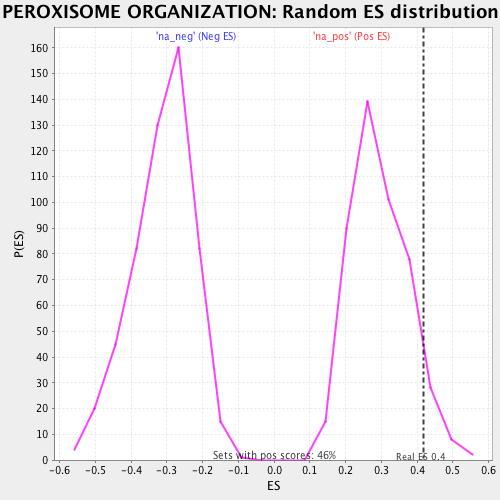 PEROXISOME ORGANIZATION: Random ES distribution
'na_neg' (Neg ES) 'na_pos' (Pos ES)
P(ES)
160
150
140
130
120
110
100
90
80
70
60
50
40
30
20
10
0
Sets with pos scores: 46% Real ES 0.4
-0.6 -0.5 -0.4 -0.3 -0.2 -0.1 0.0 0.1 0.2 0.3 0.4 0.5 0.6
ES